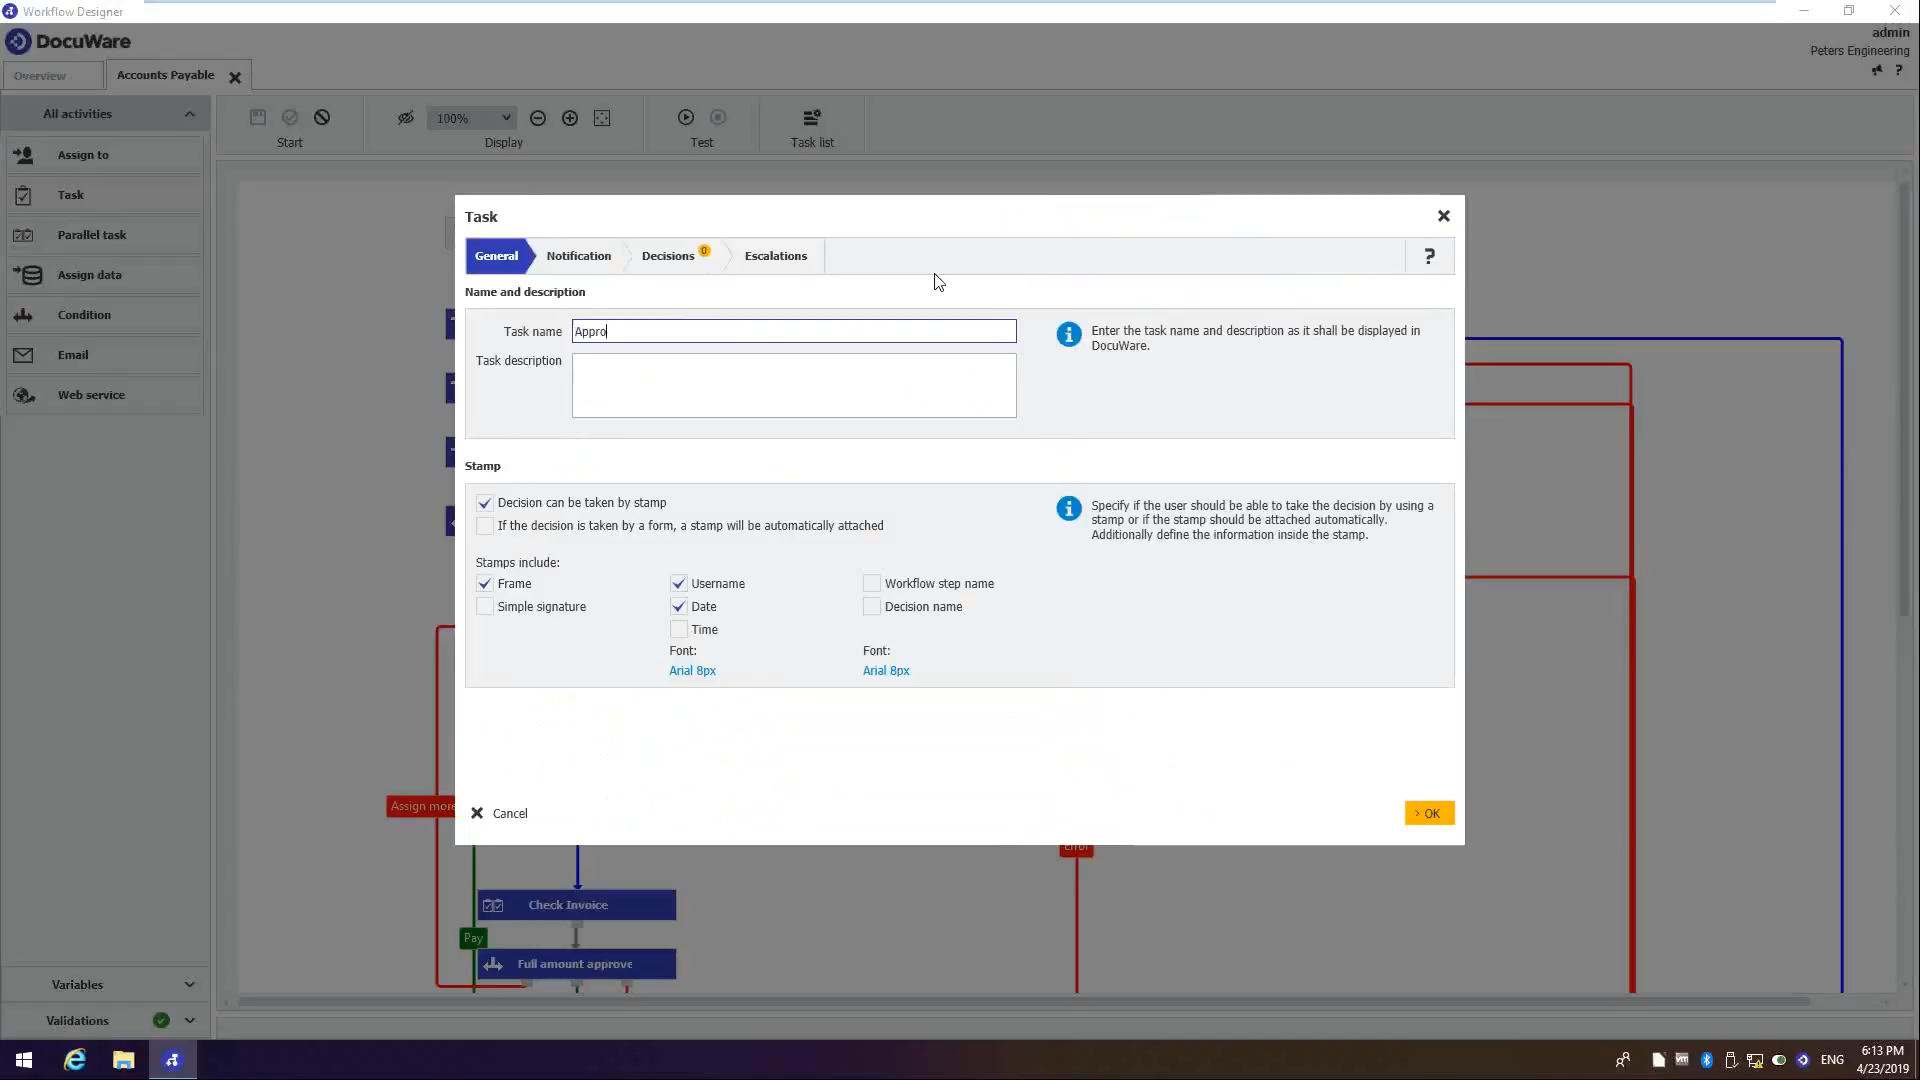 Workflow Designer
DocuWare
admin
Peters Engineering
?
Overview
Accounts Payable
All activities
Assign to
Task
Parallel task
Assign data
Condition
Email
Web service
100%
Start
Display
Test
Task list
Task
General
Notification
Decisions 0
Escalations
?
Name and description
Task name
Appro
Enter the task name and description as it shall be displayed in
DocuWare.
Task description
Stamp
Decision can be taken by stamp
If the decision is taken by a form, a stamp will be automatically attached
Specify if the user should be able to take the decision by using a
stamp or if the stamp should be attached automatically.
Additionally define the information inside the stamp.
Stamps include:
Frame
Username
Workflow step name
Simple signature
Date
Decision name
Time
Font:
Font:
Arial 8px
Arial 8px
Cancel
> OK
Assign more
Error
Check Invoice
Pay
Full amount approve
Variables
Validations
ENG
6:13 PM
4/23/2019